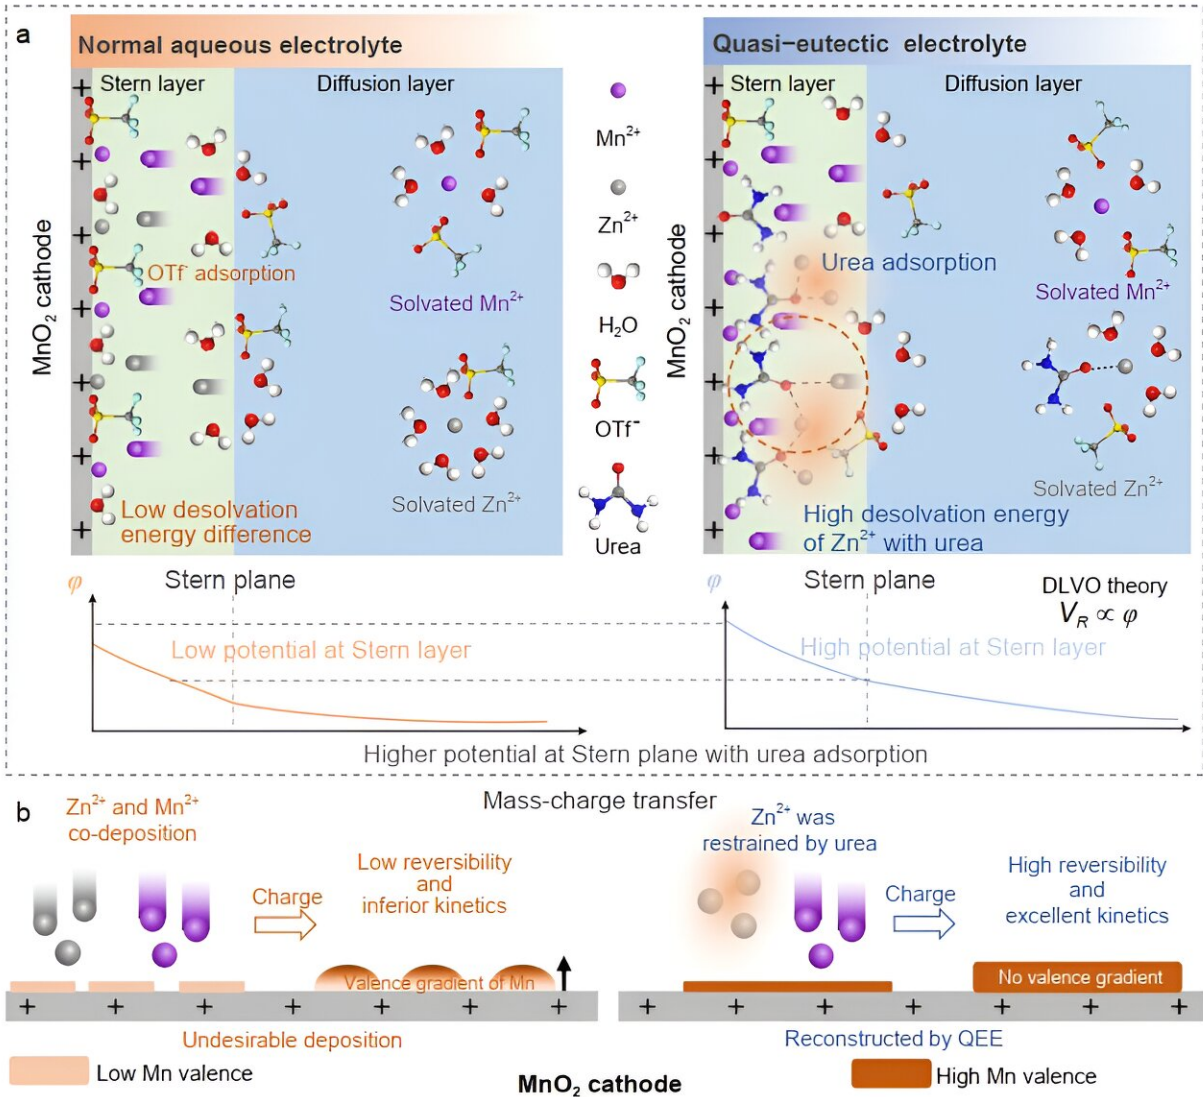 a
Normal aqueous electrolyte
Stern layer
Diffusion layer
MnO₂ cathode
+
+
+
+
+
+
+
OTf⁻ adsorption
Solvated Mn²⁺
Solvated Zn²⁺
Low desolvation
energy difference
Mn²⁺
Zn²⁺
H₂O
OTf⁻
Urea
Quasi−eutectic electrolyte
Stern layer
Diffusion layer
MnO₂ cathode
+
+
+
+
+
+
+
Urea adsorption
Solvated Mn²⁺
Solvated Zn²⁺
High desolvation energy
of Zn²⁺ with urea
φ
Stern plane
Low potential at Stern layer
φ
Stern plane
DLVO theory
V_R ∝ φ
High potential at Stern layer
Higher potential at Stern plane with urea adsorption
b
Mass-charge transfer
Zn²⁺ and Mn²⁺
co-deposition
Charge
Low reversibility
and
inferior kinetics
Valence gradient of Mn
+ + + + + + +
Undesirable deposition
Low Mn valence
Zn²⁺ was
restrained by urea
Charge
High reversibility
and
excellent kinetics
No valence gradient
+ + + + + + +
Reconstructed by QEE
High Mn valence
MnO₂ cathode